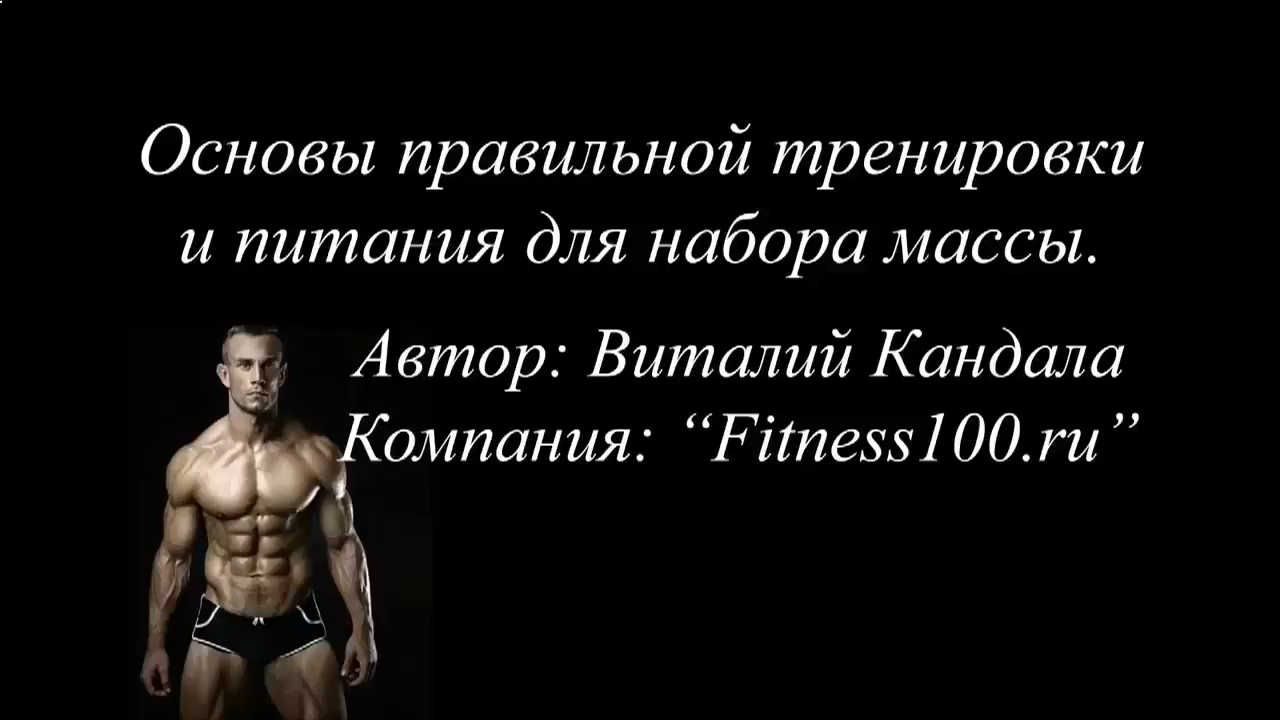 Основы правильной тренировки
и питания для набора массы.
Автор: Виталий Кандала
Компания: “Fitness100.ru”